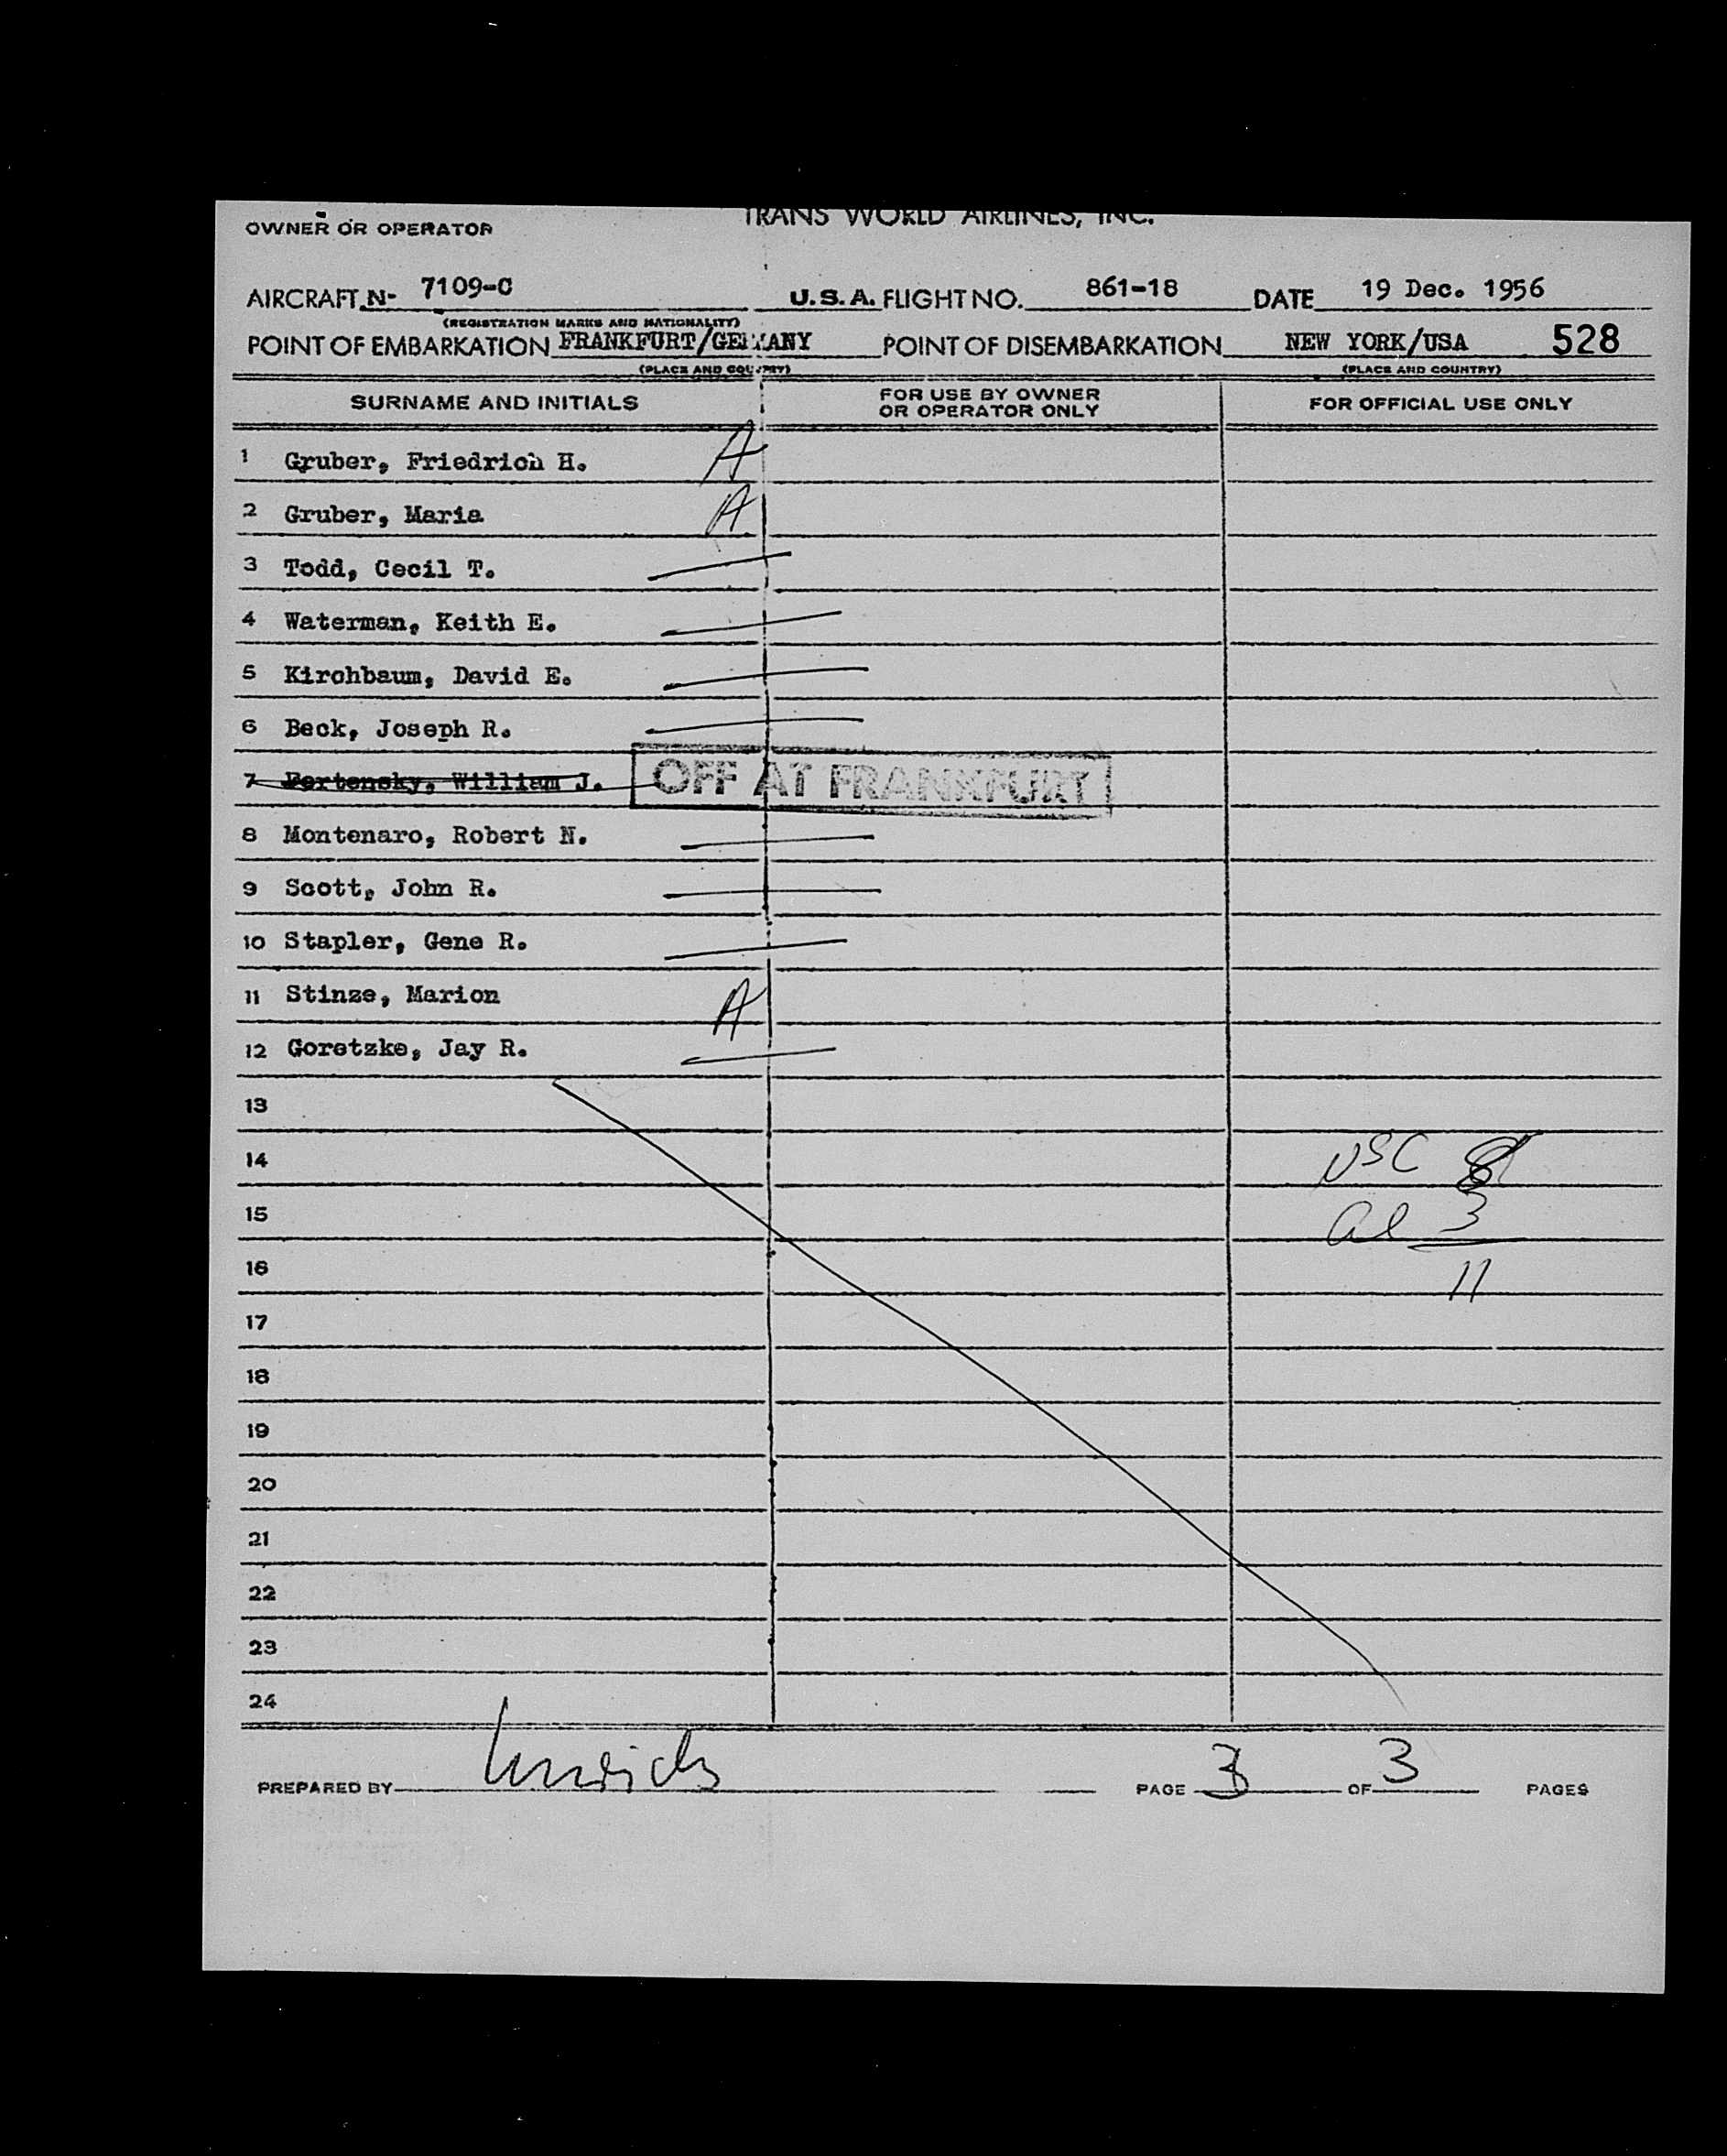 OWNER OR OPERATOR TRANS WORLD AIRLINES, INC.
AIRCRAFT N- 7109-C U.S.A. FLIGHT NO. 861-18 DATE 19 Dec. 1956
(REGISTRATION MARKS AND NATIONALITY)
POINT OF EMBARKATION FRANKFURT/GERMANY POINT OF DISEMBARKATION NEW YORK/USA 528
(PLACE AND COUNTRY) (PLACE AND COUNTRY)
SURNAME AND INITIALS FOR USE BY OWNER OR OPERATOR ONLY FOR OFFICIAL USE ONLY
1 Gruber, Friedrich H. A
2 Gruber, Maria A
3 Todd, Cecil T.
4 Waterman, Keith E.
5 Kirchbaum, David E.
6 Beck, Joseph R.
7 William J. OFF AT FRANKFURT
8 Montenaro, Robert N.
9 Scott, John R.
10 Stapler, Gene R.
11 Stinze, Marion A
12 Goretzke, Jay R.
13
14 USC 8
15 al 3
16 11
17
18
19
20
21
22
23
24
PREPARED BY PAGE 3 OF 3 PAGES